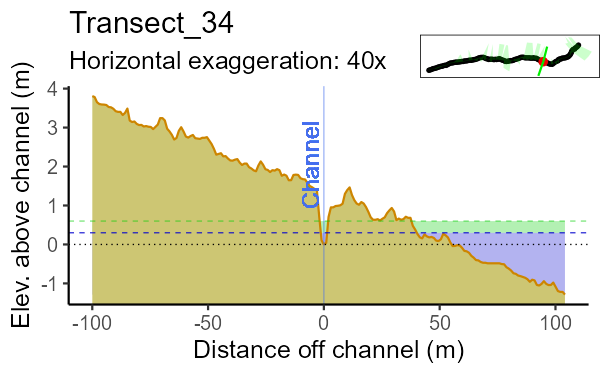 Transect_34
Horizontal exaggeration: 40x
Elev. above channel (m)
4
3
2
1
0
-1
Channel
-100
-50
0
50
100
Distance off channel (m)